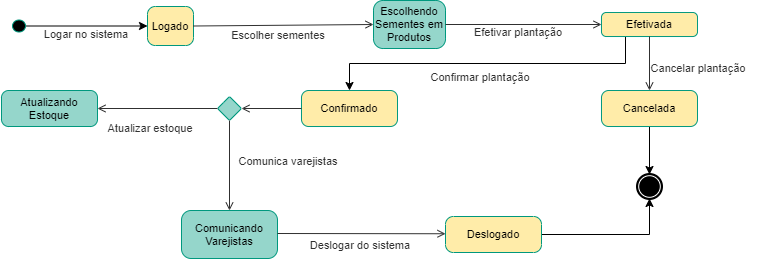 Logar no sistema
Logado
Escolher sementes
Escolhendo
Sementes em
Produtos
Efetivar plantação
Efetivada
Confirmar plantação
Cancelar plantação
Atualizando
Estoque
Atualizar estoque
Confirmado
Cancelada
Comunica varejistas
Comunicando
Varejistas
Deslogar do sistema
Deslogado